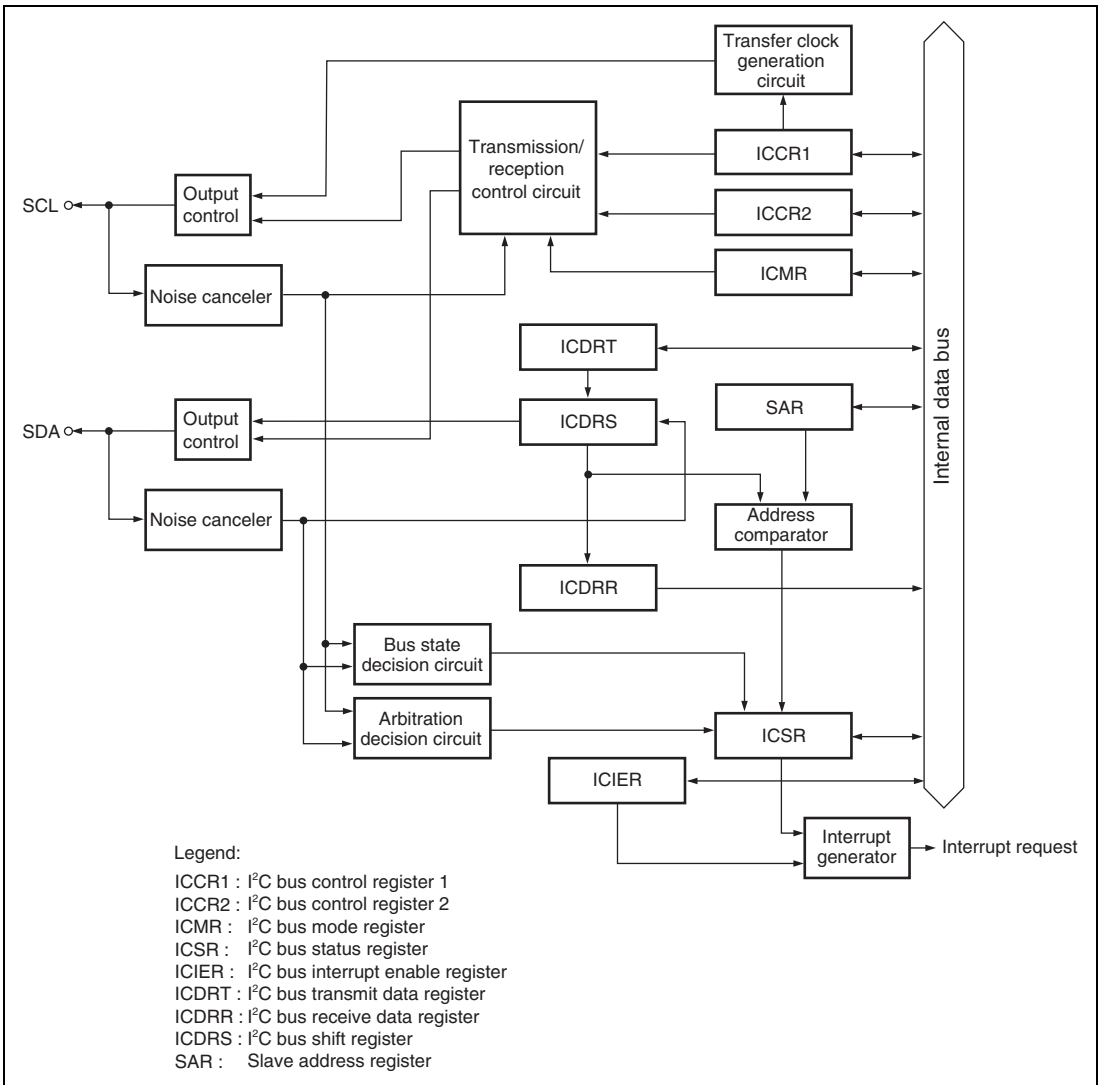 Transfer clock
generation
circuit
Transmission/
reception
control circuit
ICCR1
Output
control
SCL
ICCR2
ICMR
Noise canceler
ICDRT
Internal data bus
SAR
Output
control
SDA
ICDRS
Noise canceler
Address
comparator
ICDRR
Bus state
decision circuit
Arbitration
decision circuit
ICSR
ICIER
Interrupt
generator
Interrupt request
Legend:
ICCR1 : I²C bus control register 1
ICCR2 : I²C bus control register 2
ICMR : I²C bus mode register
ICSR : I²C bus status register
ICIER : I²C bus interrupt enable register
ICDRT : I²C bus transmit data register
ICDRR : I²C bus receive data register
ICDRS : I²C bus shift register
SAR : Slave address register